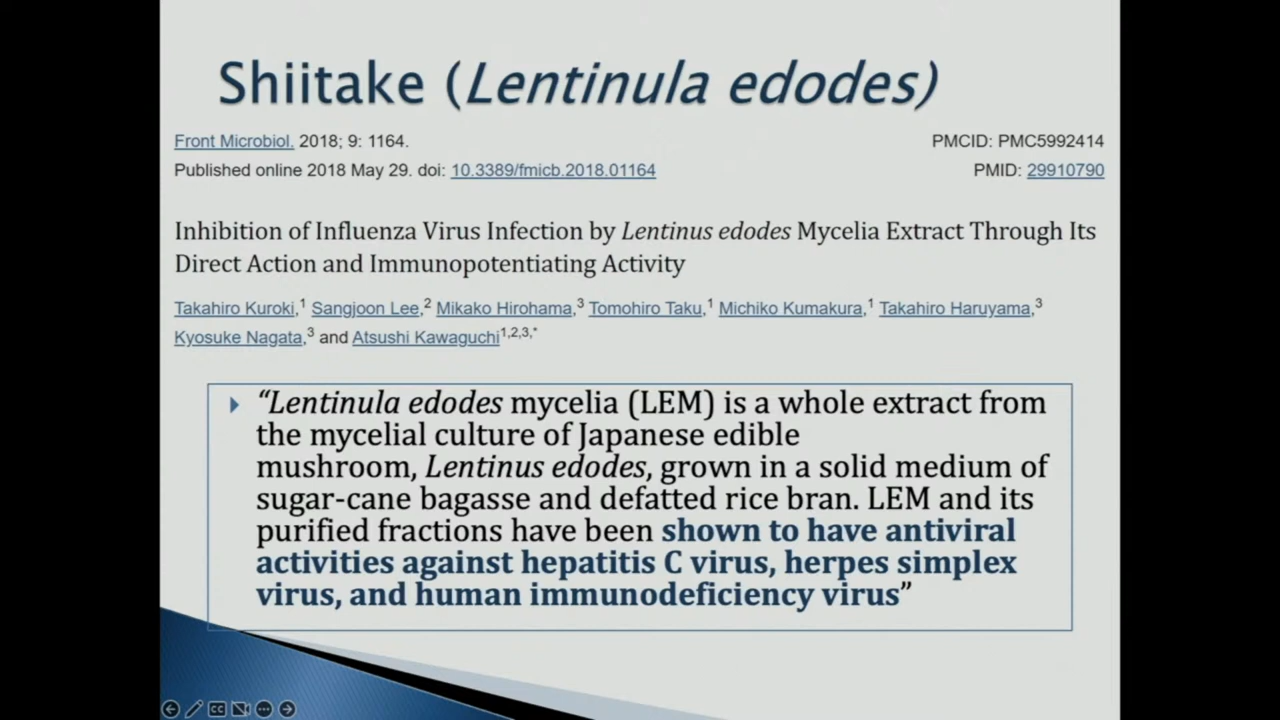 Shiitake (Lentinula edodes)
Front Microbiol. 2018; 9: 1164.
PMCID: PMC5992414
Published online 2018 May 29. doi: 10.3389/fmicb.2018.01164
PMID: 29910790
Inhibition of Influenza Virus Infection by Lentinus edodes Mycelia Extract Through Its
Direct Action and Immunopotentiating Activity
Takahiro Kuroki,1 Sangjoon Lee,2 Mikako Hirohama,3 Tomohiro Taku,1 Michiko Kumakura,1 Takahiro Haruyama,3
Kyosuke Nagata,3 and Atsushi Kawaguchi1,2,3,*
“Lentinula edodes mycelia (LEM) is a whole extract from
the mycelial culture of Japanese edible
mushroom, Lentinus edodes, grown in a solid medium of
sugar-cane bagasse and defatted rice bran. LEM and its
purified fractions have been shown to have antiviral
activities against hepatitis C virus, herpes simplex
virus, and human immunodeficiency virus”
CC